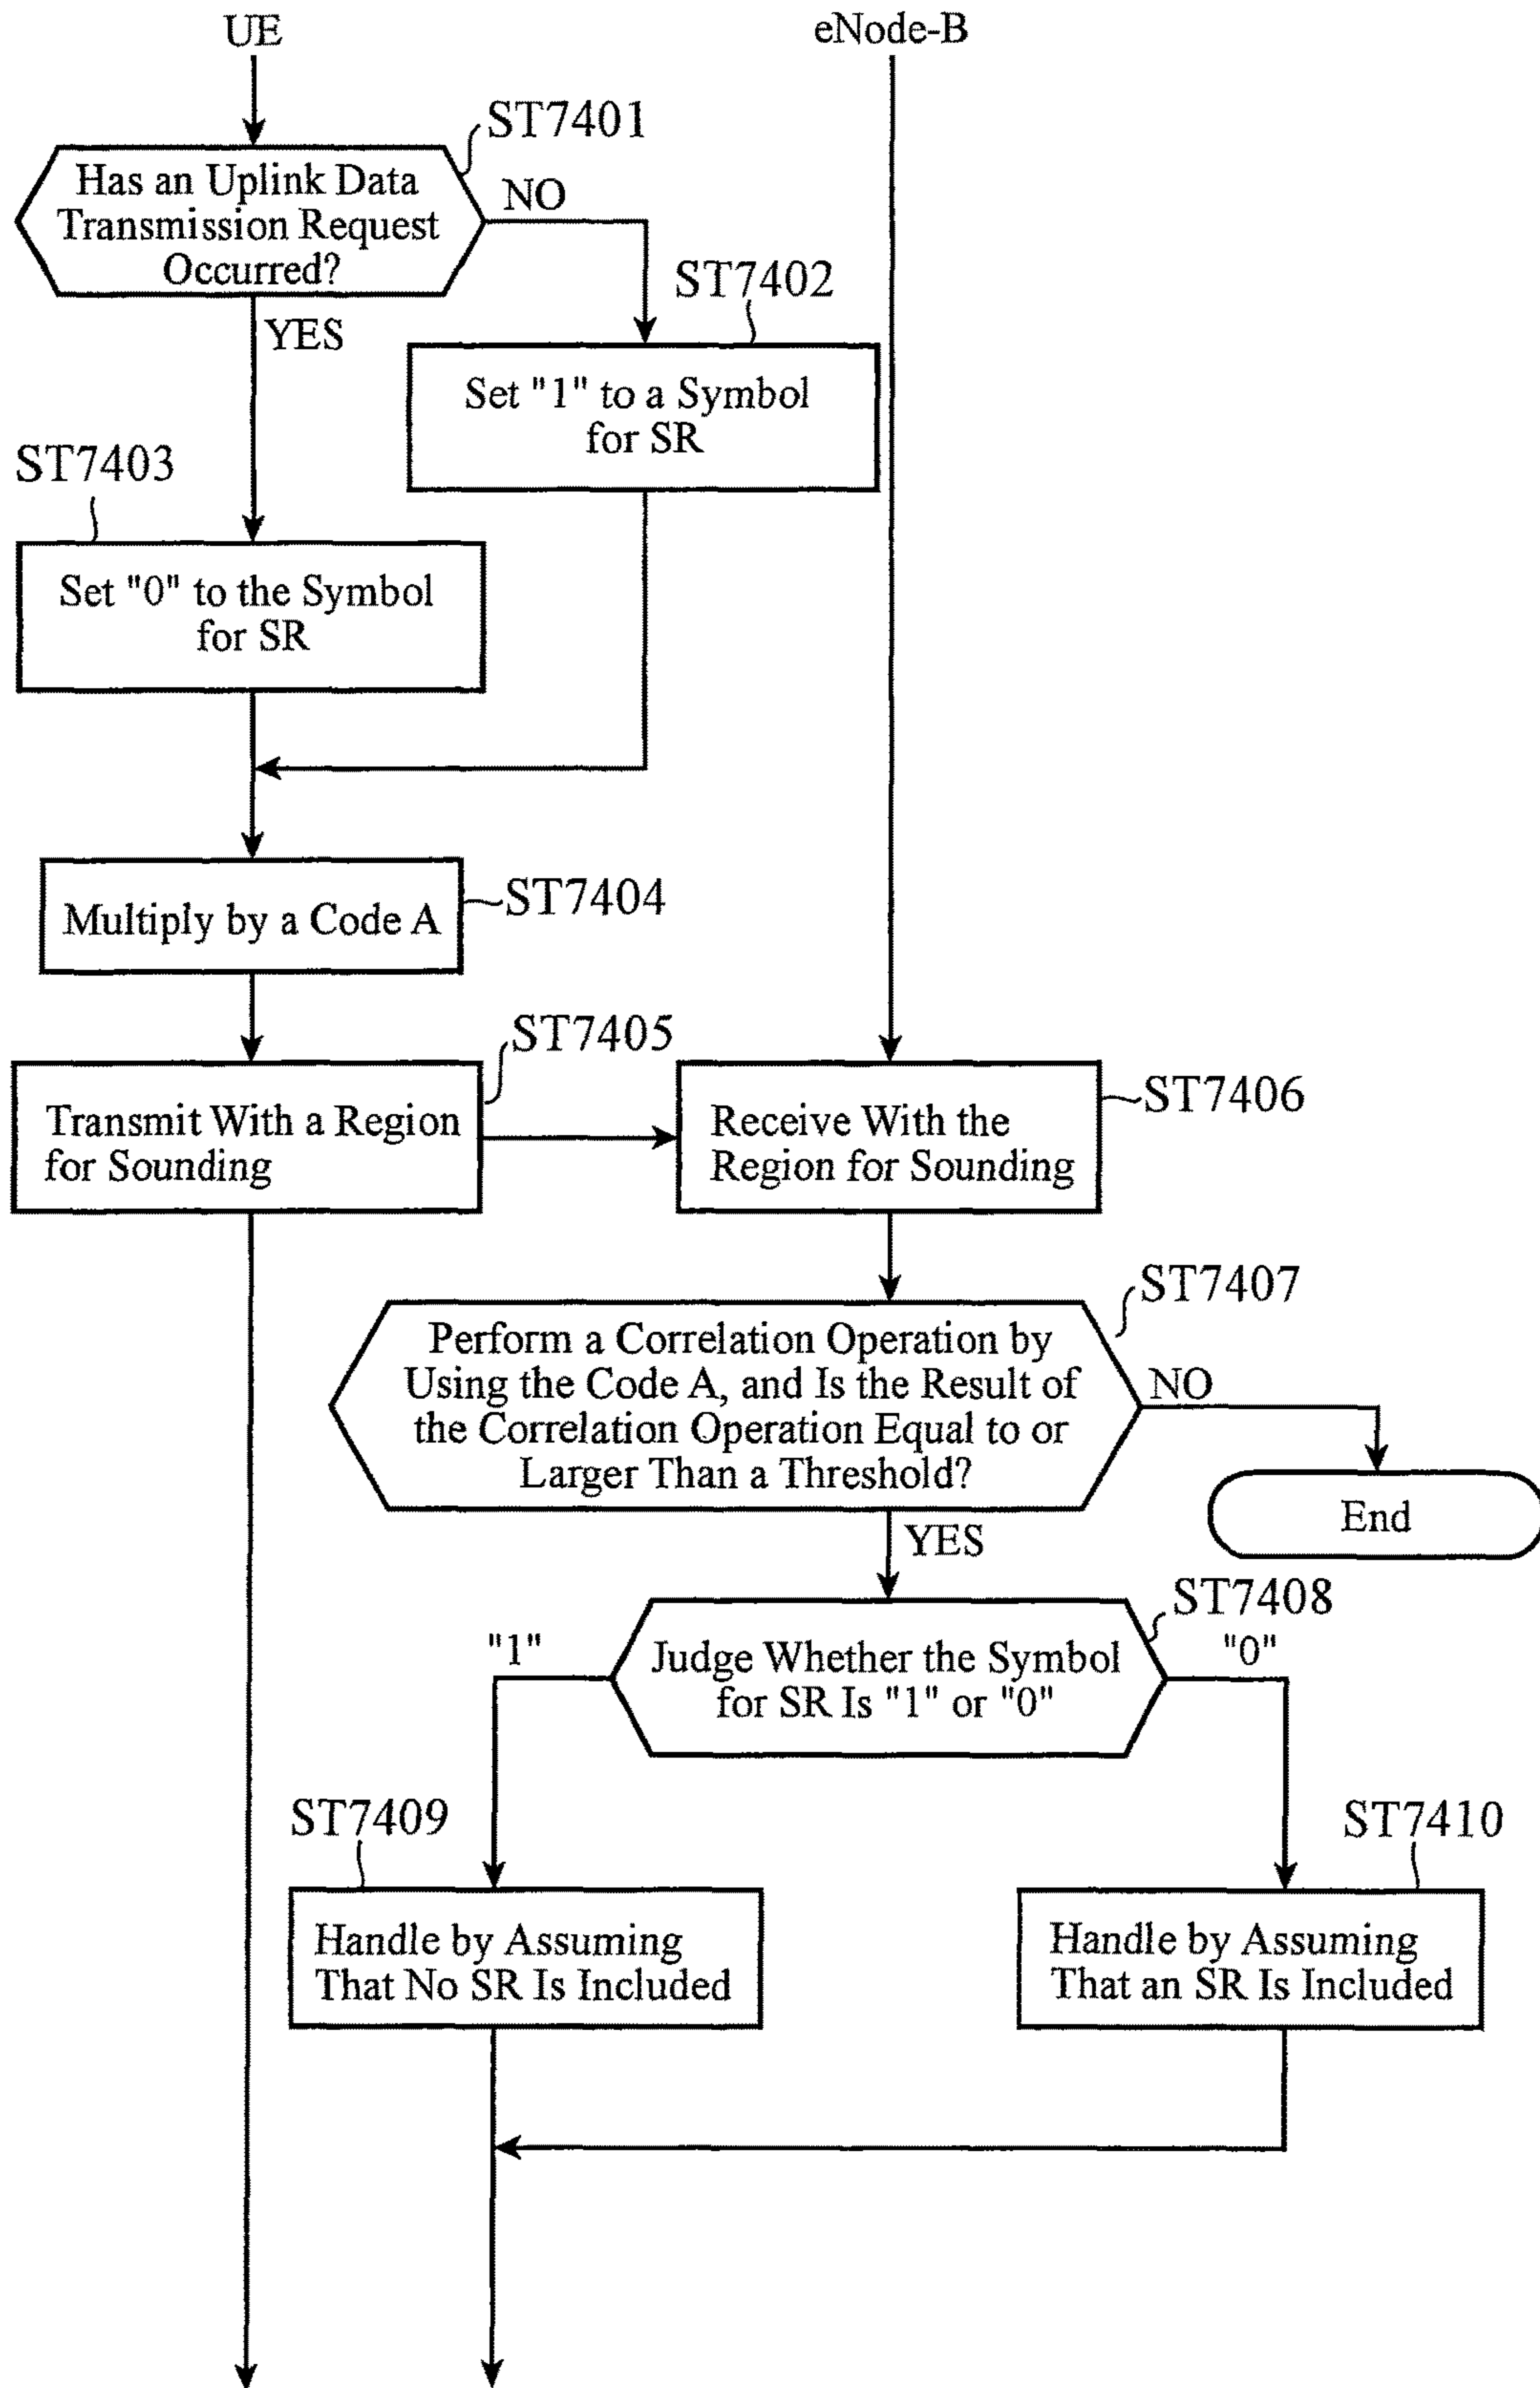 UE
eNode-B
ST7401
Has an Uplink Data
Transmission Request
Occurred?
NO
YES
ST7402
Set "1" to a Symbol
for SR
ST7403
Set "0" to the Symbol
for SR
Multiply by a Code A
ST7404
ST7405
Transmit With a Region
for Sounding
Receive With the
Region for Sounding
ST7406
ST7407
Perform a Correlation Operation by
Using the Code A, and Is the Result of
the Correlation Operation Equal to or
Larger Than a Threshold?
NO
End
YES
ST7408
"1"
Judge Whether the Symbol
for SR Is "1" or "0"
"0"
ST7409
Handle by Assuming
That No SR Is Included
ST7410
Handle by Assuming
That an SR Is Included